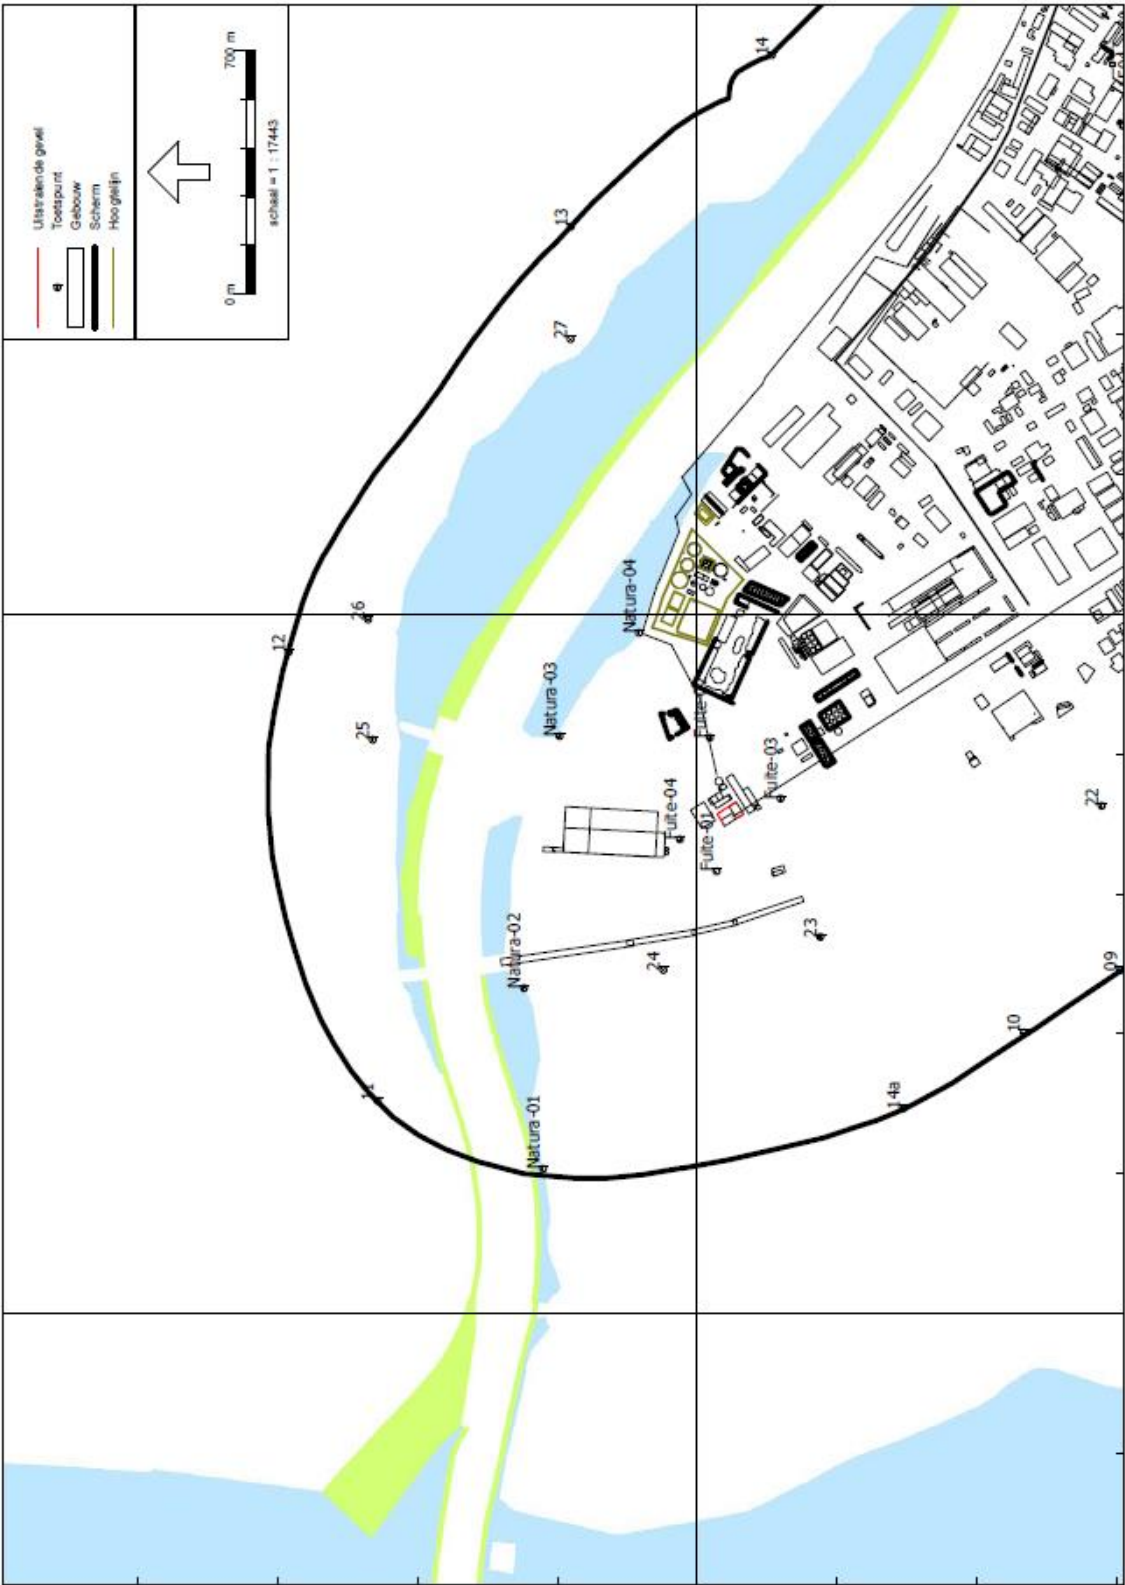 Uitstralende gevel
Toetspunt
Gebouw
Scherm
Hoogtelijn
0 m
700 m
schaal = 1 : 17443
14
13
27
12
26
25
Natura-04
Natura-03
Fuite-04
Fuite-03
Fuite-01
22
Natura-02
24
23
09
10
14a
Natura-01